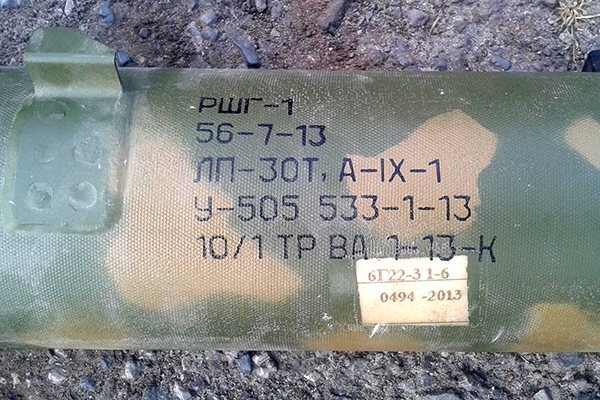 РШГ-1
56-7-13
ЛП-30Т, А-IX-1
У-505 533-1-13
10/1 ТР ВА 1-13-К
6Г22-3 1-6
0494 -2013